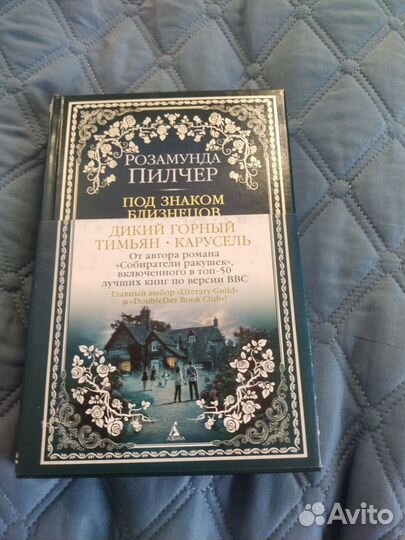 РОЗАМУНДА
ПИЛЧЕР
ПОД ЗНАКОМ
БЛИЗНЕЦОВ
ДИКИЙ ГОРНЫЙ
ТИМЬЯН • КАРУСЕЛЬ
От автора романа
«Собиратели ракушек»,
включенного в топ-50
лучших книг по версии BBC
Главный выбор «Literary Guild»
и «DoubleDay Book Club»!
АЗБУКА
Avito